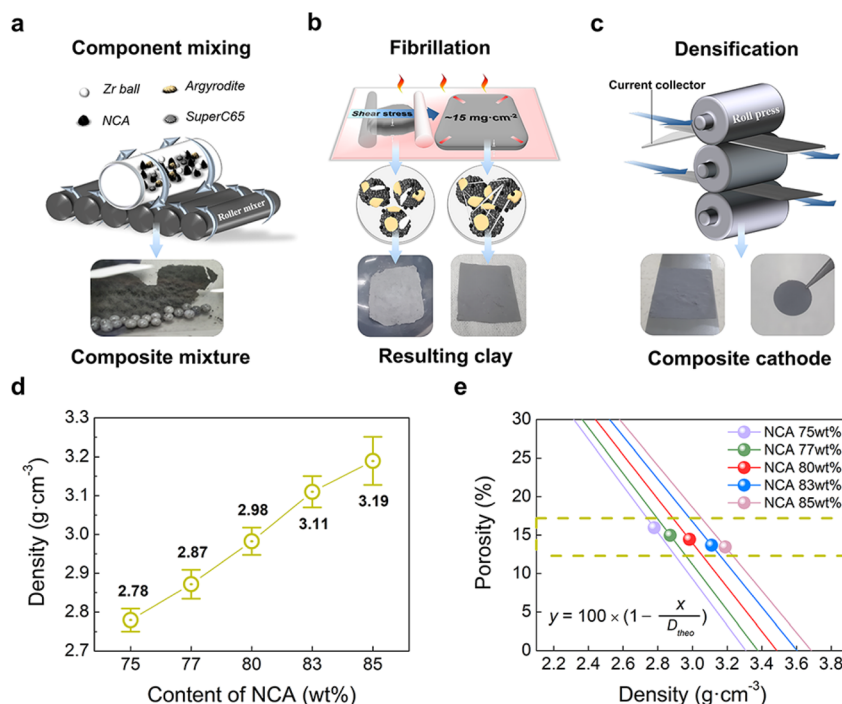 a
Component mixing
Zr ball
Argyrodite
NCA
SuperC65
Roller mixer
Composite mixture
b
Fibrillation
Shear stress
~15 mg·cm⁻²
Resulting clay
c
Densification
Current collector
Roll press
Composite cathode
d
3.3
3.2
3.1
3.0
2.9
2.8
2.7
Density (g·cm⁻³)
2.78
2.87
2.98
3.11
3.19
75
77
80
83
85
Content of NCA (wt%)
e
30
25
20
15
10
5
0
Porosity (%)
NCA 75wt%
NCA 77wt%
NCA 80wt%
NCA 83wt%
NCA 85wt%
y = 100 × (1 − x / D_theo)
2.1
2.4
2.6
2.8
3.0
3.2
3.4
3.6
3.8
Density (g·cm⁻³)